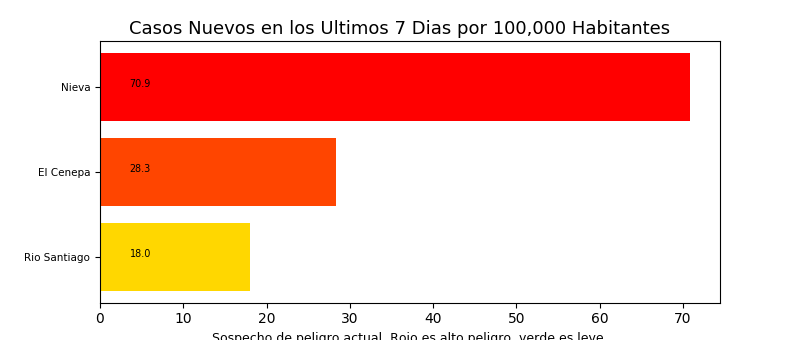 Casos Nuevos en los Ultimos 7 Dias por 100,000 Habitantes
Nieva
70.9
El Cenepa
28.3
Rio Santiago
18.0
0 10 20 30 40 50 60 70
Sospecho de peligro actual. Rojo es alto peligro, verde es leve